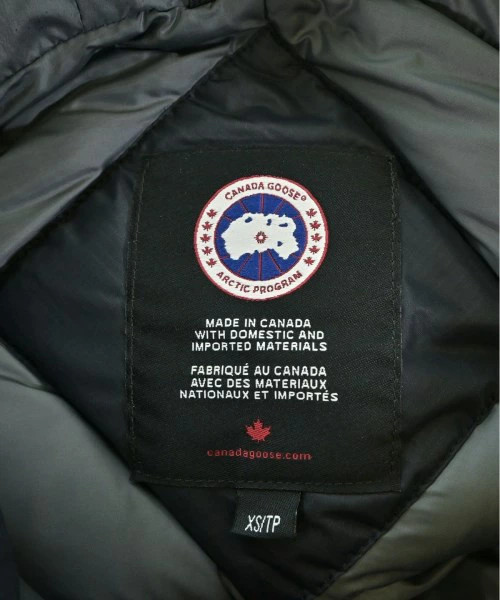 CANADA GOOSE®
ARCTIC PROGRAM
MADE IN CANADA
WITH DOMESTIC AND
IMPORTED MATERIALS
FABRIQUÉ AU CANADA
AVEC DES MATERIAUX
NATIONAUX ET IMPORTÉS
canadagoose.com
XS/TP